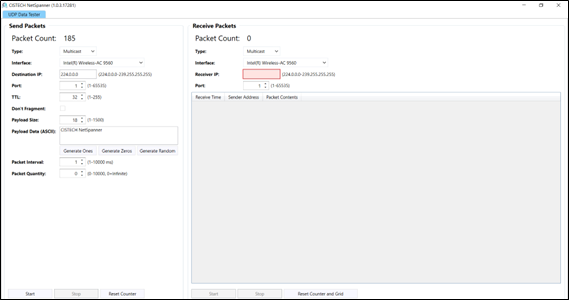 CISTECH NetSpanner (1.0.3.17281)
UDP Data Tester
Send Packets
Packet Count: 185
Type: Multicast
Interface: Intel(R) Wireless-AC 9560
Destination IP: 224.0.0.0 (224.0.0.0-239.255.255.255)
Port: 1 (1-65535)
TTL: 32 (1-255)
Don't Fragment:
Payload Size: 18 (1-1500)
Payload Data (ASCII): CISTECH NetSpanner
Generate Ones Generate Zeros Generate Random
Packet Interval: 1 (1-10000 ms)
Packet Quantity: 0 (0-10000, 0=Infinite)
Start Stop Reset Counter
Receive Packets
Packet Count: 0
Type: Multicast
Interface: Intel(R) Wireless-AC 9560
Receiver IP: (224.0.0.0-239.255.255.255)
Port: 1 (1-65535)
Receive Time Sender Address Packet Contents
Start Stop Reset Counter and Grid